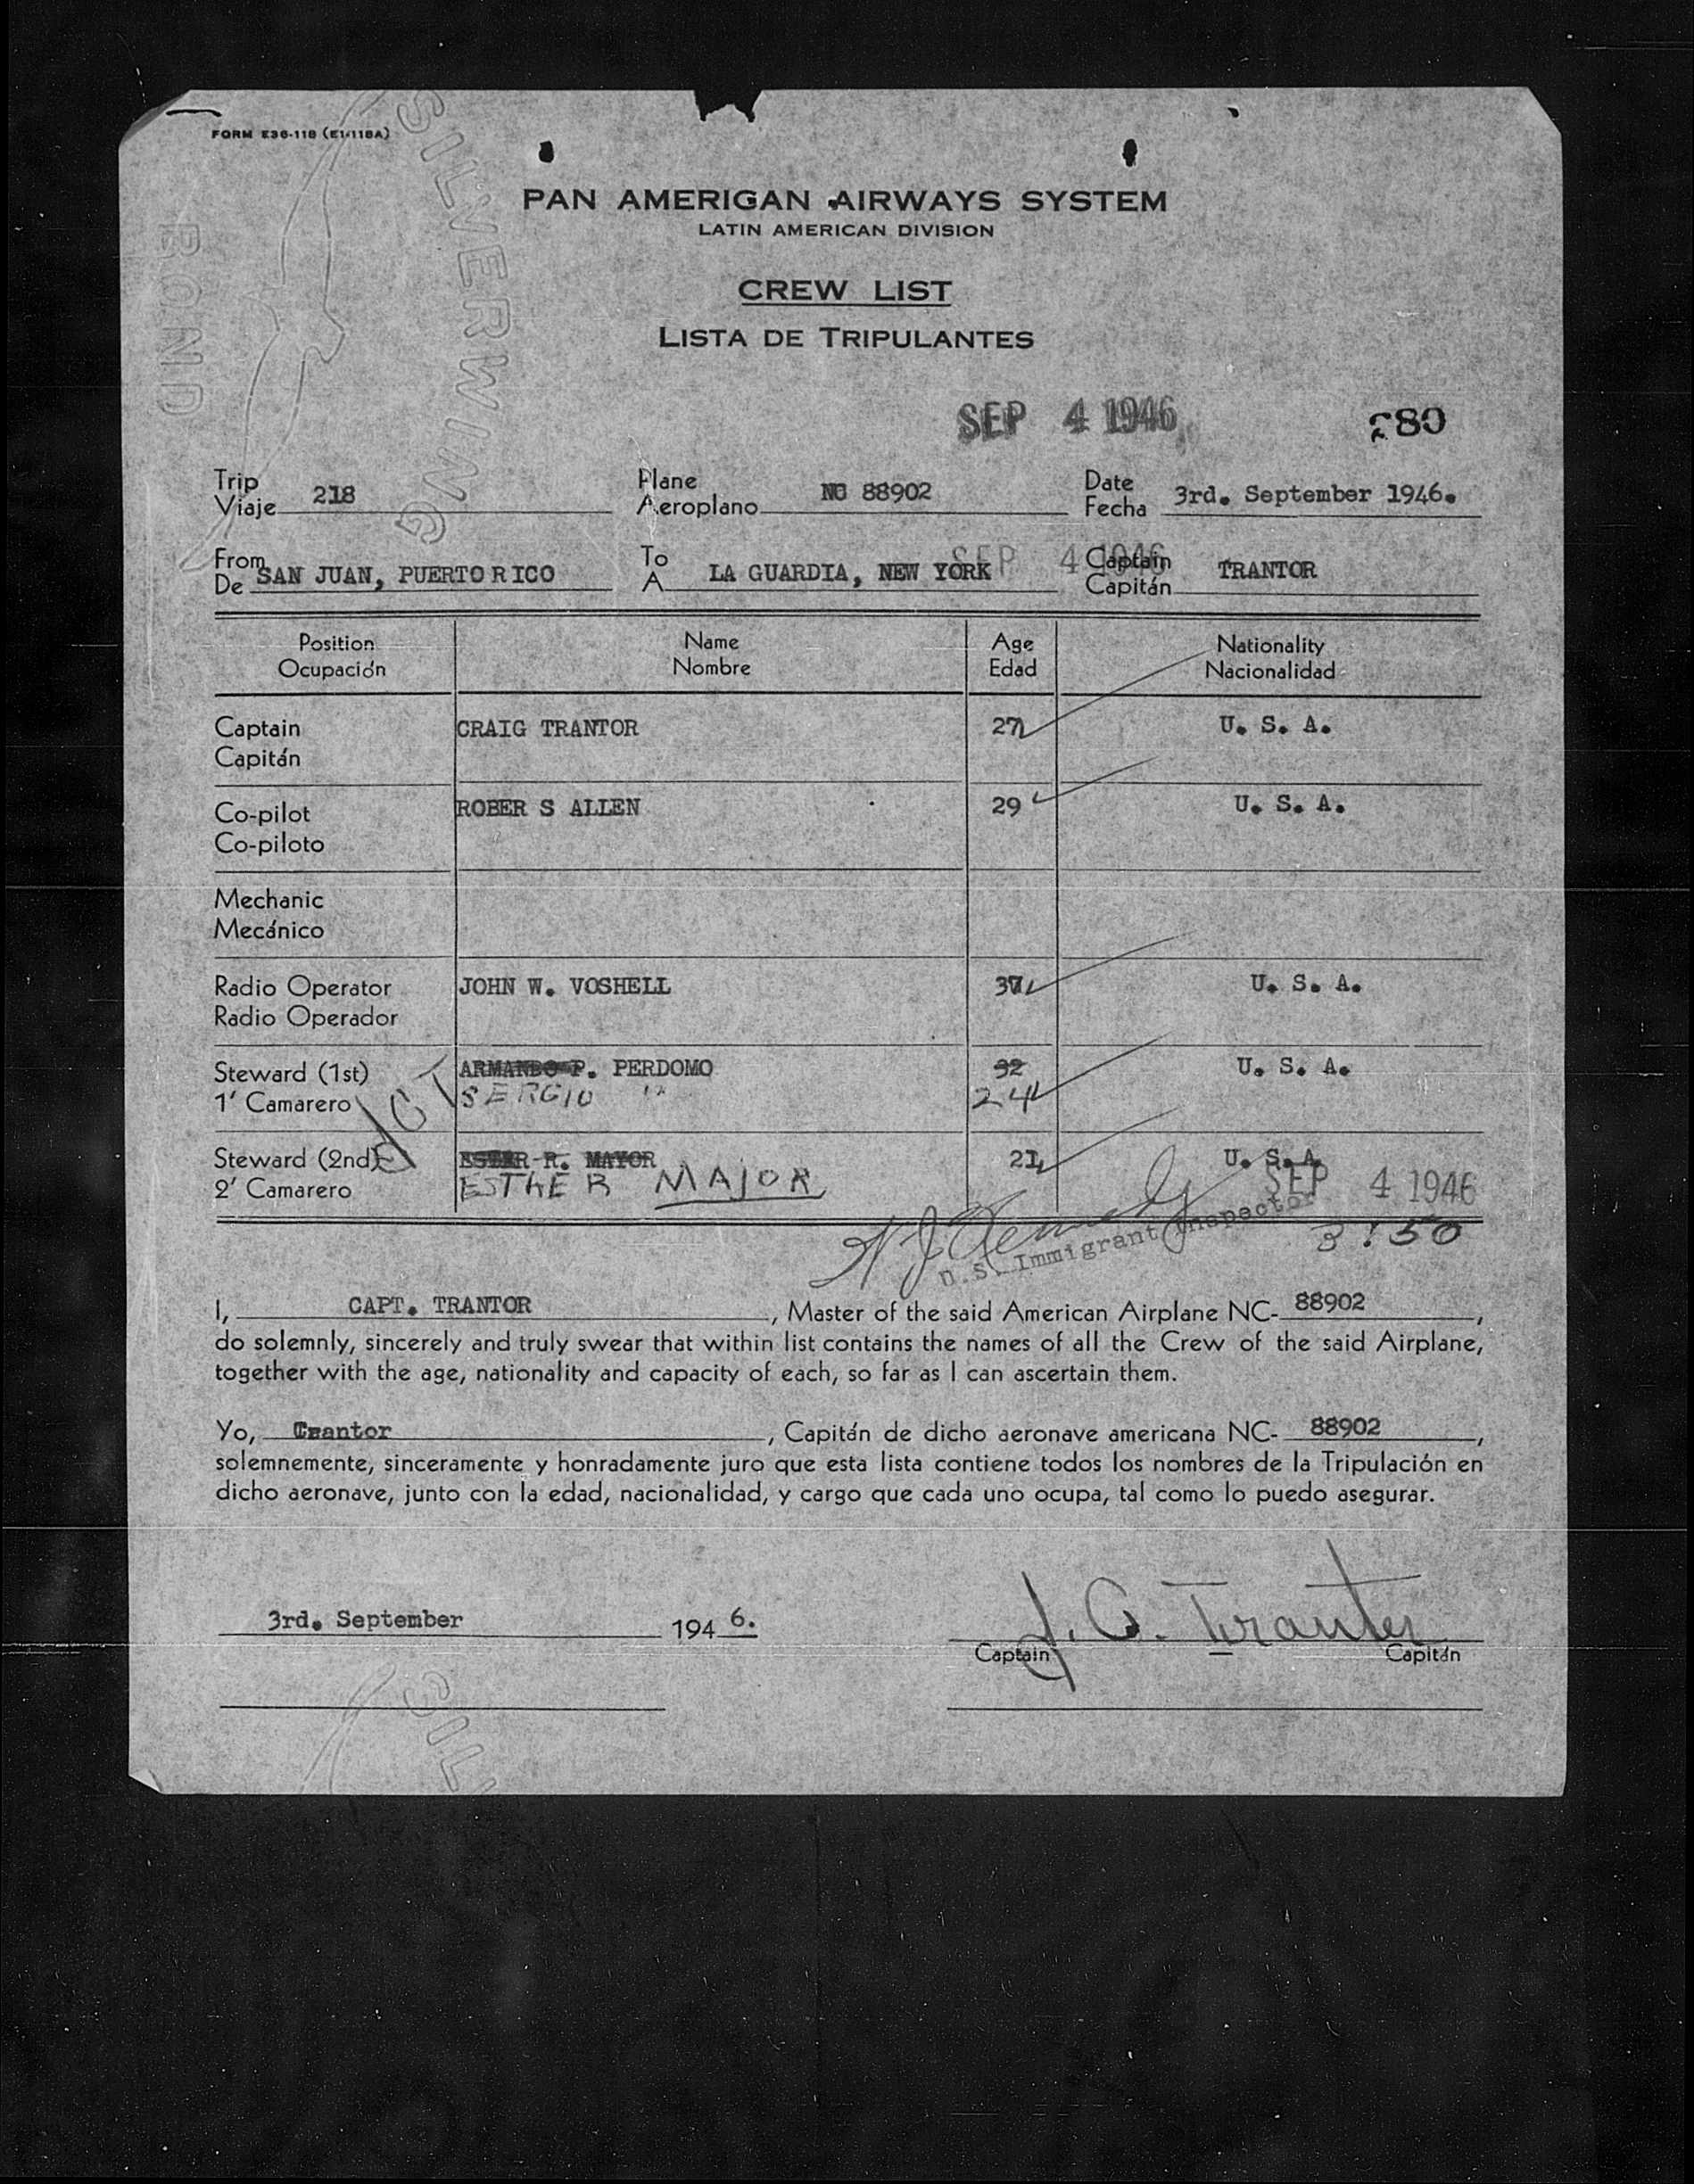 FORM E36-118 (E1-118A)
SILVERWING
BOND
PAN AMERICAN AIRWAYS SYSTEM
LATIN AMERICAN DIVISION
CREW LIST
LISTA DE TRIPULANTES
SEP 4 1946
280
Trip
Viaje 218
Plane
Aeroplano NC 88902
Date
Fecha 3rd. September 1946.
From
De SAN JUAN, PUERTO RICO
To
A LA GUARDIA, NEW YORK
SEP 4 1946
Captain
Capitán TRANTOR
Position Name Age Nationality
Ocupación Nombre Edad Nacionalidad
Captain CRAIG TRANTOR 27 U. S. A.
Capitán
Co-pilot ROBER S ALLEN 29 U. S. A.
Co-piloto
Mechanic
Mecánico
Radio Operator JOHN W. VOSHELL 37 U. S. A.
Radio Operador
Steward (1st) ARMANDO P. PERDOMO 32 U. S. A.
1' Camarero SERGIO " 24
Steward (2nd) ESTER R. MAYOR 21 U. S. A.
2' Camarero ESTHER MAJOR
SEP 4 1946
3:50
U.S. Immigrant Inspector
I, CAPT. TRANTOR, Master of the said American Airplane NC- 88902,
do solemnly, sincerely and truly swear that within list contains the names of all the Crew of the said Airplane,
together with the age, nationality and capacity of each, so far as I can ascertain them.
Yo, Trantor, Capitán de dicho aeronave americana NC- 88902,
solemnemente, sinceramente y honradamente juro que esta lista contiene todos los nombres de la Tripulación en
dicho aeronave, junto con la edad, nacionalidad, y cargo que cada uno ocupa, tal como lo puedo asegurar.
3rd. September 1946.
J. C. Tranter
Captain Capitán
SIL